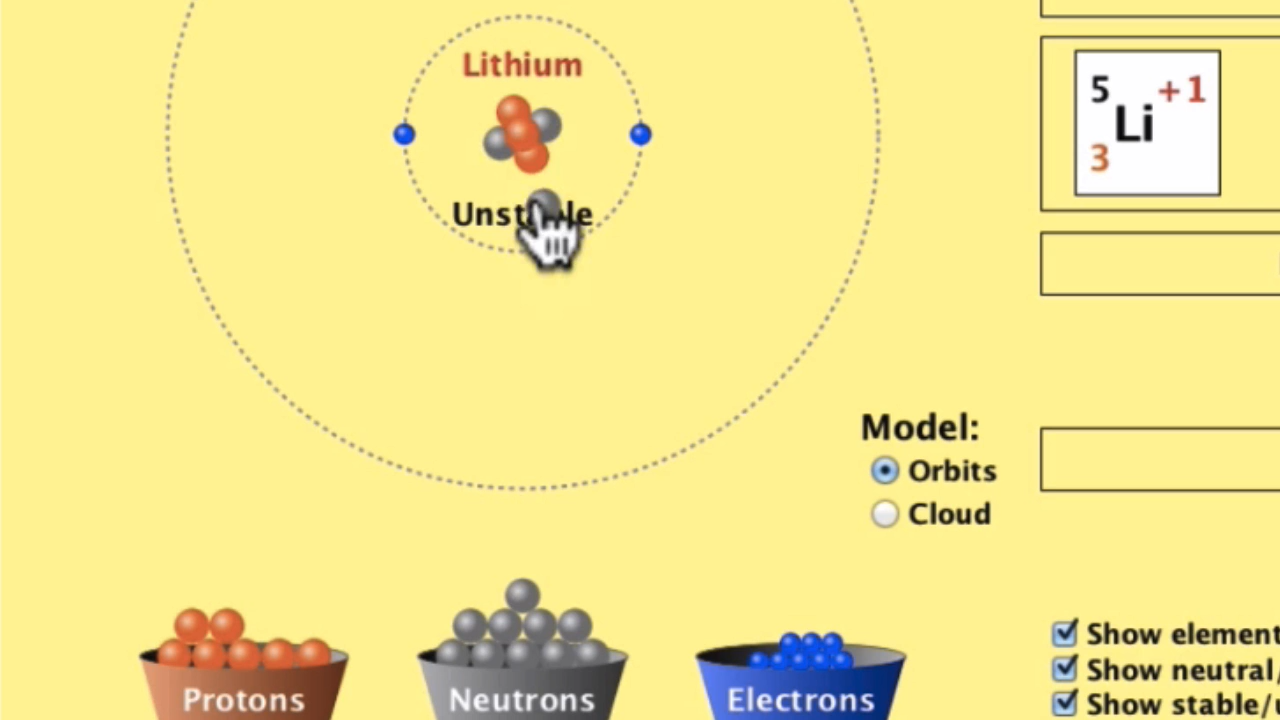 Lithium
5 +1
Li
3
Model:
Orbits
Cloud
Show element
Show neutral/
Show stable/u
Protons
Neutrons
Electrons